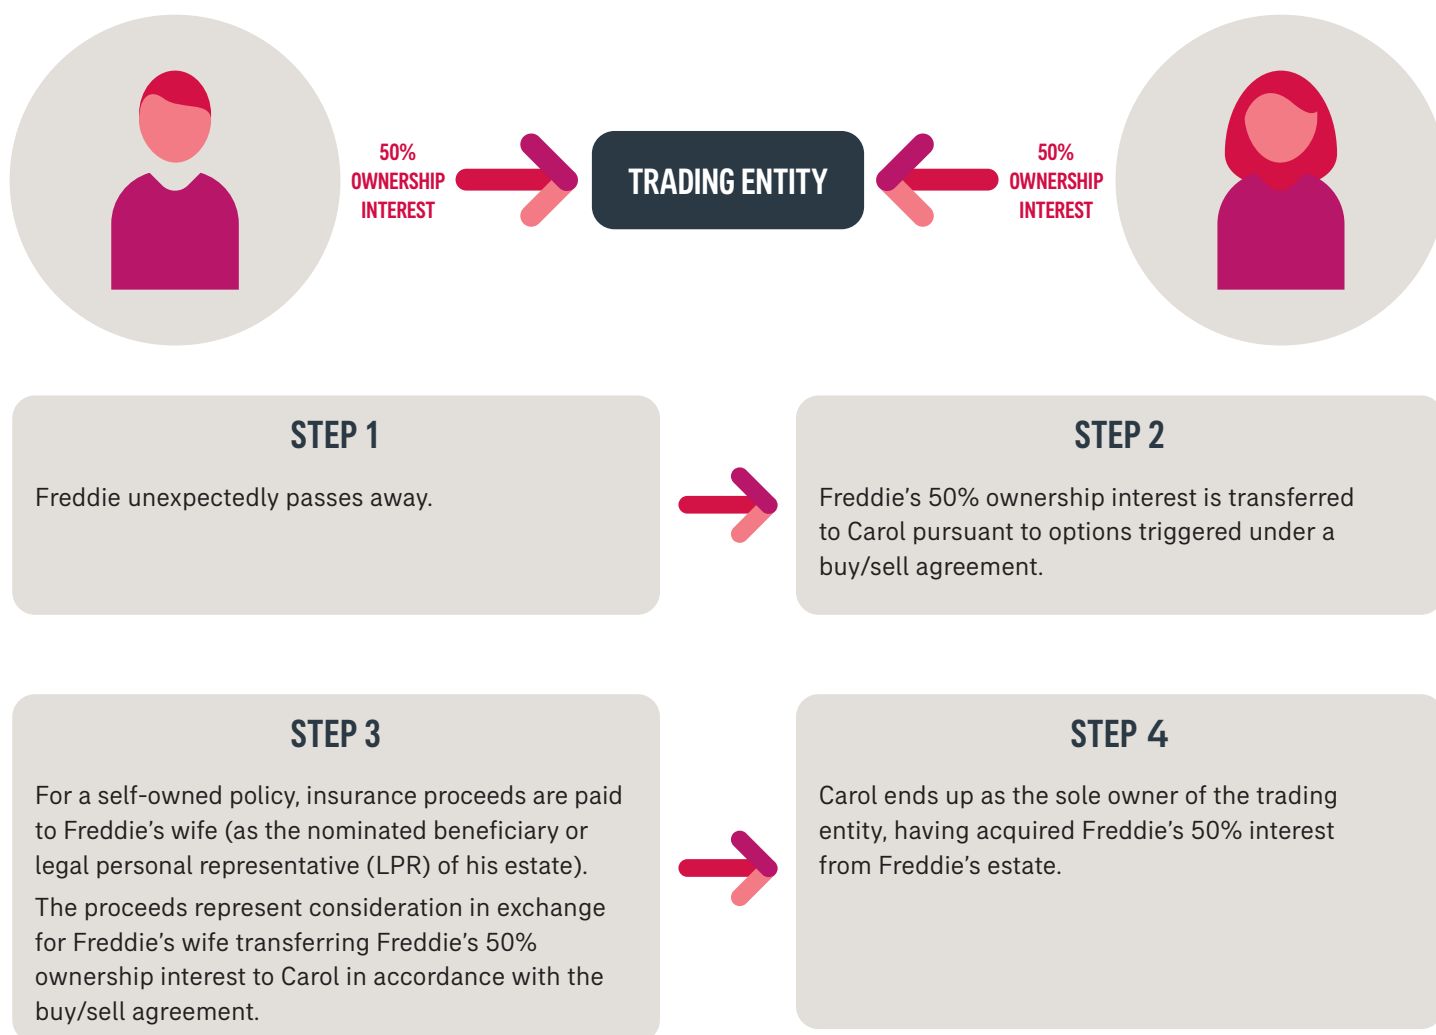 50%
OWNERSHIP
INTEREST
TRADING ENTITY
50%
OWNERSHIP
INTEREST
STEP 1
Freddie unexpectedly passes away.
STEP 2
Freddie’s 50% ownership interest is transferred
to Carol pursuant to options triggered under a
buy/sell agreement.
STEP 3
For a self-owned policy, insurance proceeds are paid
to Freddie’s wife (as the nominated beneficiary or
legal personal representative (LPR) of his estate).
The proceeds represent consideration in exchange
for Freddie’s wife transferring Freddie’s 50%
ownership interest to Carol in accordance with the
buy/sell agreement.
STEP 4
Carol ends up as the sole owner of the trading
entity, having acquired Freddie’s 50% interest
from Freddie’s estate.